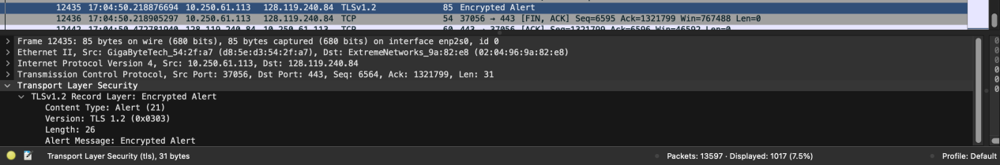 12435 17:04:50.218876694 10.250.61.113 128.119.240.84 TLSv1.2 85 Encrypted Alert
12436 17:04:50.218905297 10.250.61.113 128.119.240.84 TCP 54 37056 → 443 [FIN, ACK] Seq=6595 Ack=1321799 Win=767488 Len=0
12442 17:04:50.472781940 128.119.240.84 10.250.61.113 TCP 60 443 → 37056 [ACK] Seq=1321799 Ack=6596 Win=46592 Len=0
Frame 12435: 85 bytes on wire (680 bits), 85 bytes captured (680 bits) on interface enp2s0, id 0
Ethernet II, Src: GigaByteTech_54:2f:a7 (d8:5e:d3:54:2f:a7), Dst: ExtremeNetworks_9a:82:e8 (02:04:96:9a:82:e8)
Internet Protocol Version 4, Src: 10.250.61.113, Dst: 128.119.240.84
Transmission Control Protocol, Src Port: 37056, Dst Port: 443, Seq: 6564, Ack: 1321799, Len: 31
Transport Layer Security
TLSv1.2 Record Layer: Encrypted Alert
Content Type: Alert (21)
Version: TLS 1.2 (0x0303)
Length: 26
Alert Message: Encrypted Alert
Transport Layer Security (tls), 31 bytes
Packets: 13597 · Displayed: 1017 (7.5%)
Profile: Default